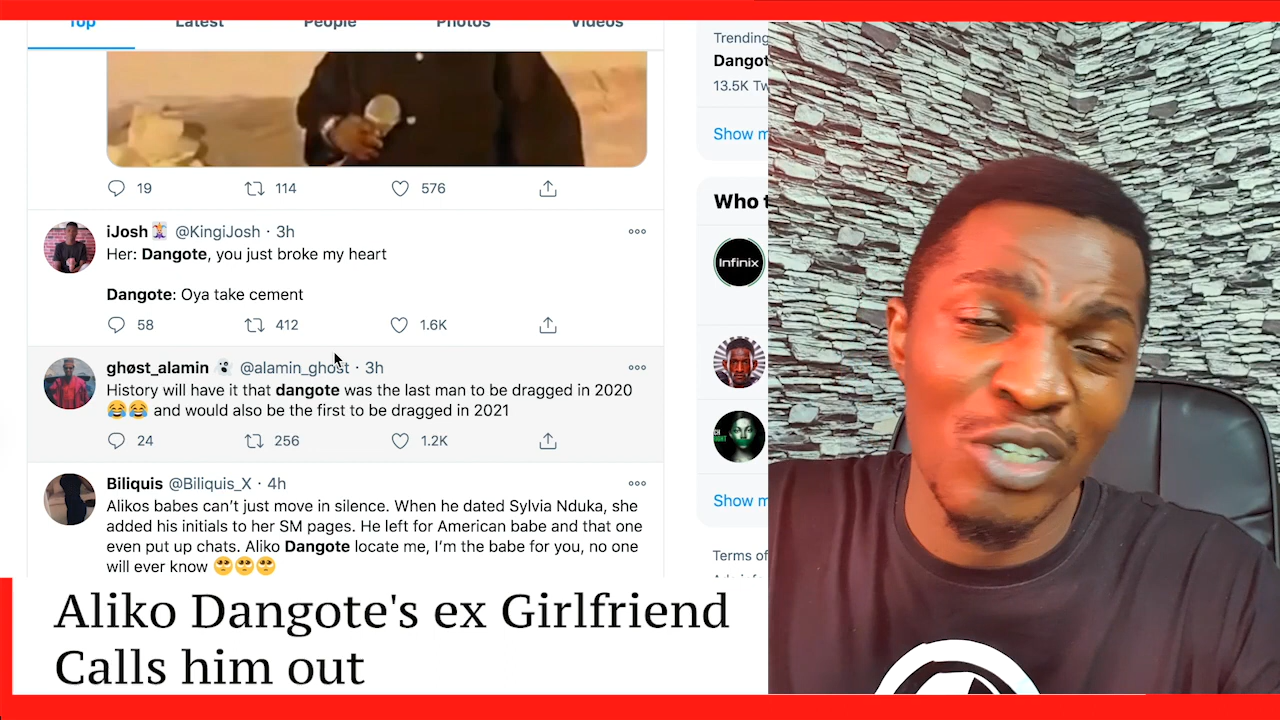 Top Latest People Photos Videos
19 114 576
iJosh @KingiJosh · 3h
Her: Dangote, you just broke my heart
Dangote: Oya take cement
58 412 1.6K
ghøst_alamin @alamin_ghost · 3h
History will have it that dangote was the last man to be dragged in 2020
😂😂 and would also be the first to be dragged in 2021
24 256 1.2K
Biliquis @Biliquis_X · 4h
Alikos babes can't just move in silence. When he dated Sylvia Nduka, she
added his initials to her SM pages. He left for American babe and that one
even put up chats. Aliko Dangote locate me, I'm the babe for you, no one
will ever know 🥺🥺🥺
Trending
Dangot
13.5K Tw
Show m
Who t
Infinix
Show m
Terms of
Aliko Dangote's ex Girlfriend
Calls him out